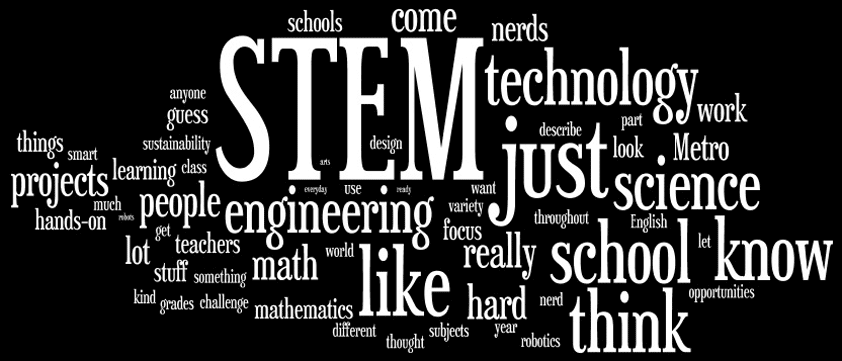 schools
come
nerds
STEM
technology
anyone
guess
work
things
smart
sustainability
design
describe
part
just
look
Metro
learning
class
arts
projects
everyday
use
ready
want
science
much
people
engineering
variety
hands-on
robots
throughout
English
get
focus
lot
teachers
world
really
school
let
know
stuff
something
math
like
kind
grades
challenge
mathematics
hard
nerd
think
opportunities
different
thought
subjects
year
robotics